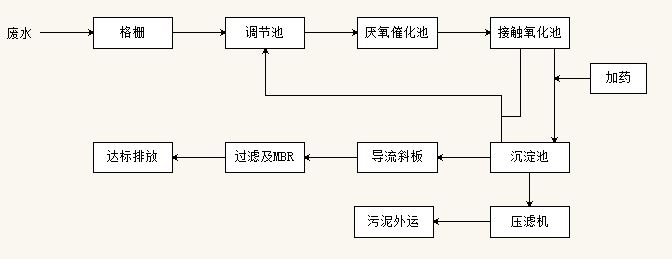 废水
格栅
调节池
厌氧催化池
接触氧化池
加药
达标排放
过滤及MBR
导流斜板
沉淀池
污泥外运
压滤机